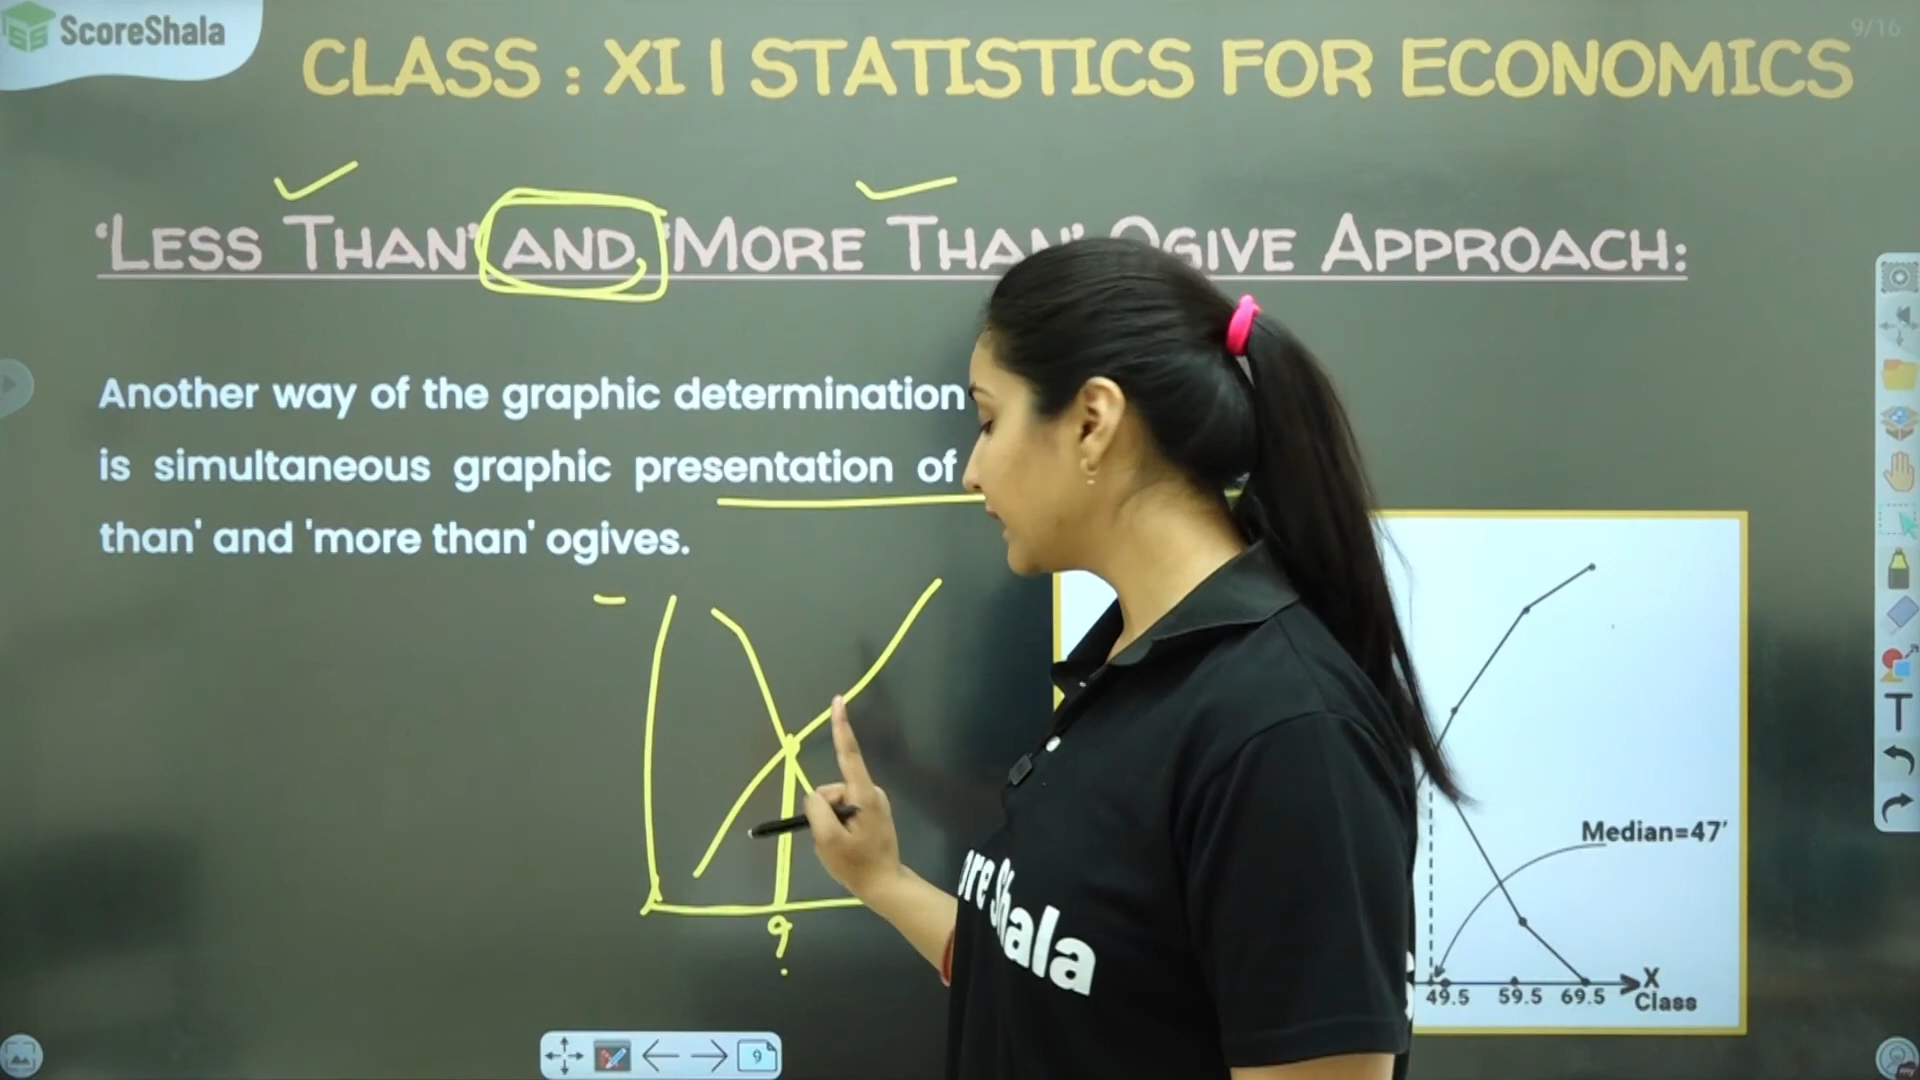 ScoreShala
9/16
CLASS : XI | STATISTICS FOR ECONOMICS
'LESS THAN' AND 'MORE THAN' OGIVE APPROACH:
Another way of the graphic determination
is simultaneous graphic presentation of
than' and 'more than' ogives.
Median=47'
X
49.5 59.5 69.5 Class
?
ore Shala
T
9